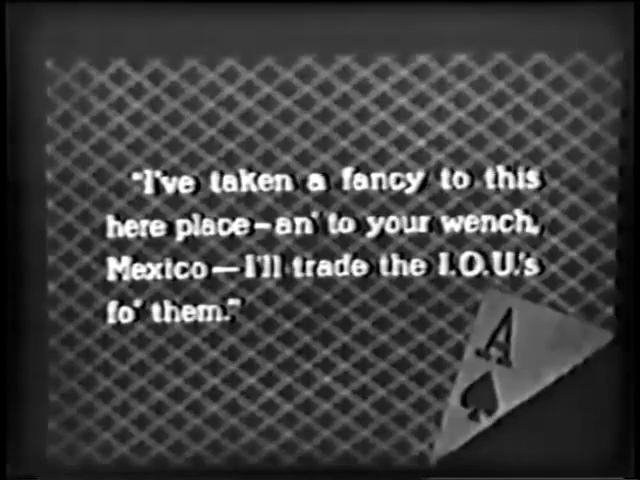 "I've taken a fancy to this
here place—an' to your wench,
Mexico—I'll trade the I.O.U.'s
fo' them."
A